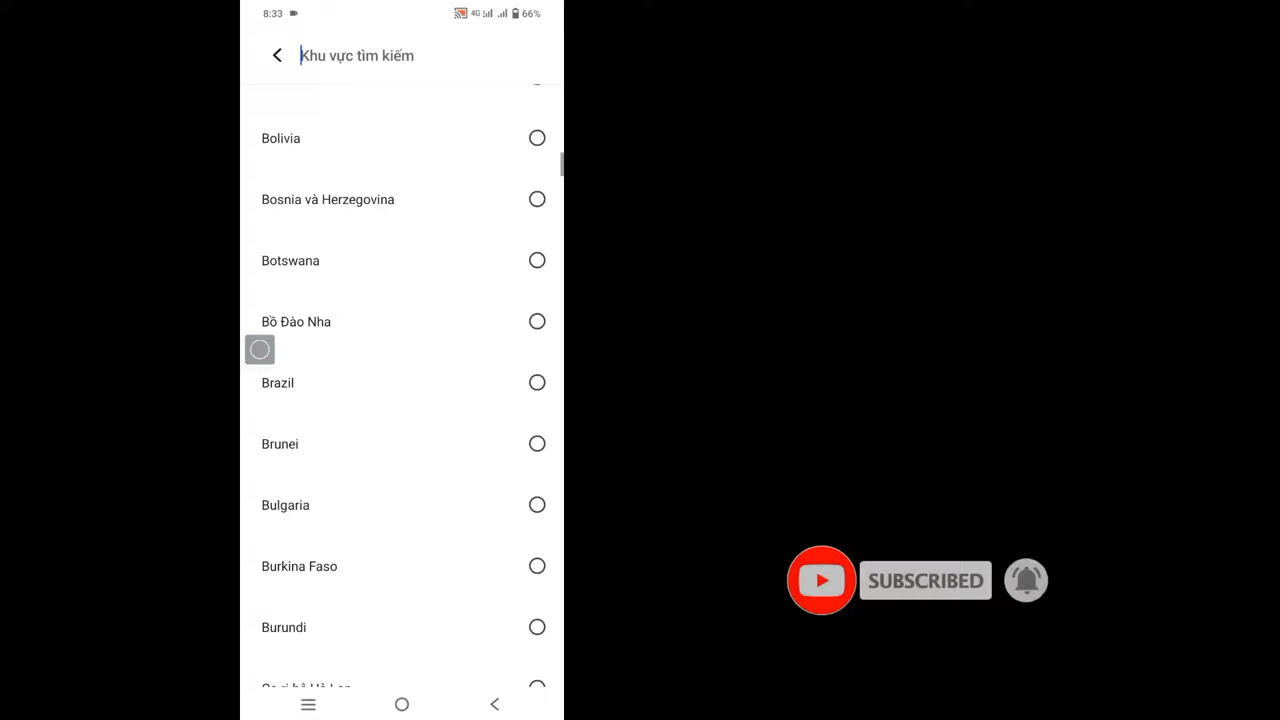 8:33
4G
66%
Khu vực tìm kiếm
Bolivia
Bosnia và Herzegovina
Botswana
Bồ Đào Nha
Brazil
Brunei
Bulgaria
Burkina Faso
Burundi
SUBSCRIBED